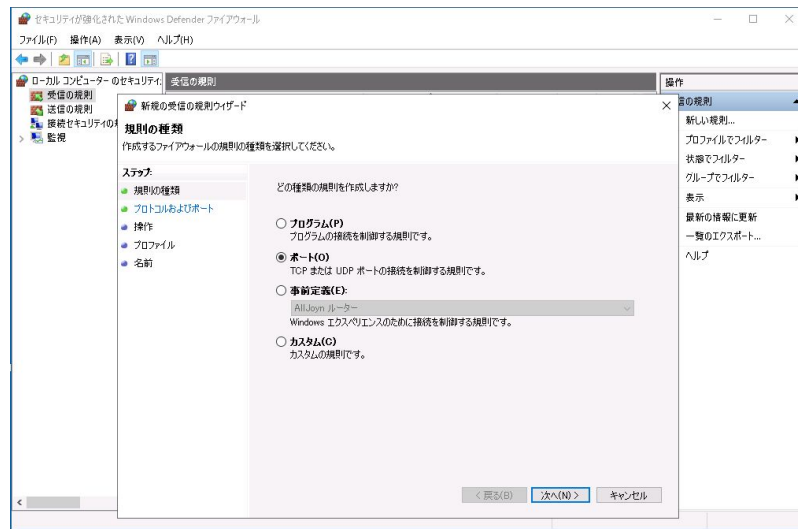 セキュリティが強化された Windows Defender ファイアウォール
ファイル(F) 操作(A) 表示(V) ヘルプ(H)
ローカル コンピューター のセキュリティ
受信の規則
送信の規則
接続セキュリティの
監視
受信の規則
新規の受信の規則ウィザード
規則の種類
作成するファイアウォールの規則の種類を選択してください。
ステップ:
規則の種類
プロトコルおよびポート
操作
プロファイル
名前
どの種類の規則を作成しますか?
プログラム(P)
プログラムの接続を制御する規則です。
ポート(O)
TCP または UDP ポートの接続を制御する規則です。
事前定義(E):
AllJoyn ルーター
Windows エクスペリエンスのために接続を制御する規則です。
カスタム(C)
カスタムの規則です。
< 戻る(B) 次へ(N) > キャンセル
操作
信の規則
新しい規則...
プロファイルでフィルター
状態でフィルター
グループでフィルター
表示
最新の情報に更新
一覧のエクスポート...
ヘルプ